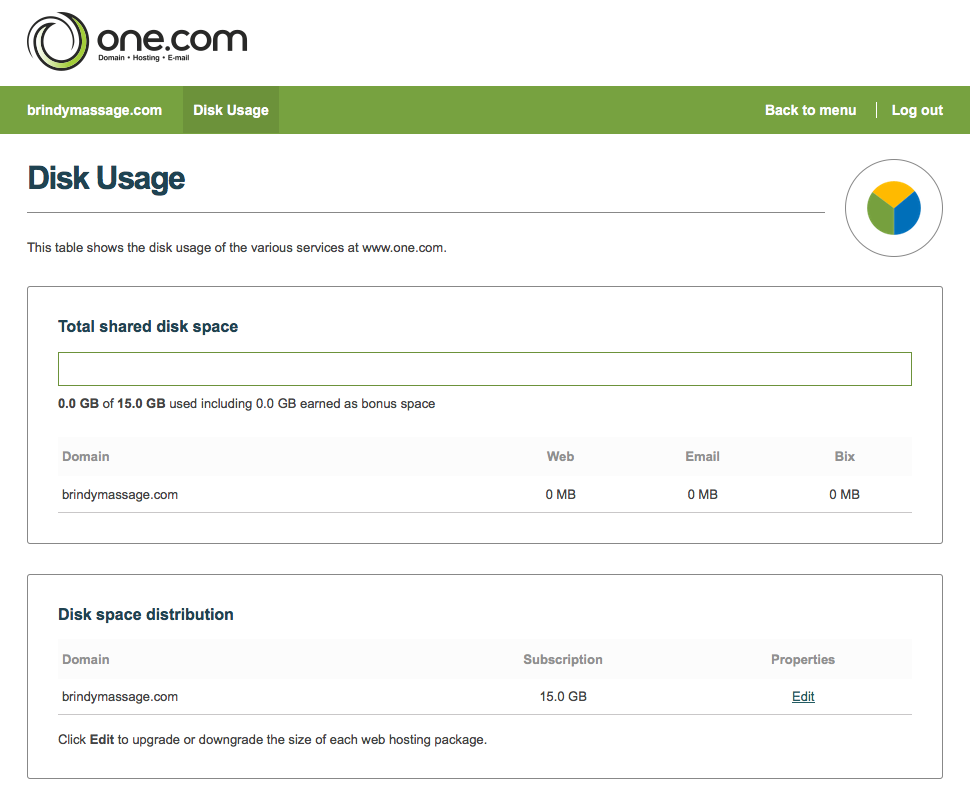 one.com
Domain • Hosting • E-mail
brindymassage.com Disk Usage Back to menu Log out
Disk Usage
This table shows the disk usage of the various services at www.one.com.
Total shared disk space
0.0 GB of 15.0 GB used including 0.0 GB earned as bonus space
Domain Web Email Bix
brindymassage.com 0 MB 0 MB 0 MB
Disk space distribution
Domain Subscription Properties
brindymassage.com 15.0 GB Edit
Click Edit to upgrade or downgrade the size of each web hosting package.